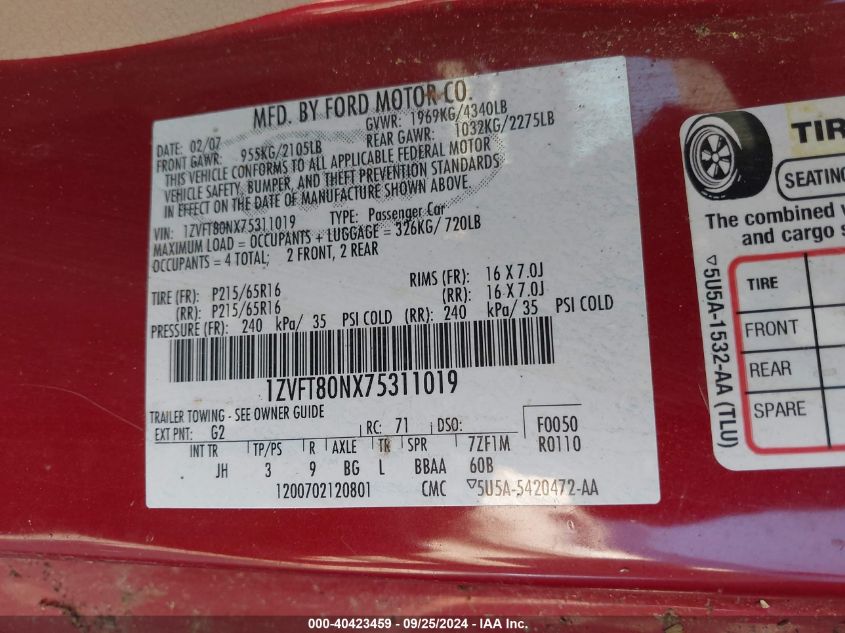 MFD. BY FORD MOTOR CO.
DATE: 02/07
GVWR: 1969KG/4340LB
FRONT GAWR: 955KG/2105LB
REAR GAWR: 1032KG/2275LB
THIS VEHICLE CONFORMS TO ALL APPLICABLE FEDERAL MOTOR
VEHICLE SAFETY, BUMPER, AND THEFT PREVENTION STANDARDS
IN EFFECT ON THE DATE OF MANUFACTURE SHOWN ABOVE.
VIN: 1ZVFT80NX75311019 TYPE: Passenger Car
MAXIMUM LOAD = OCCUPANTS + LUGGAGE = 326KG/ 720LB
OCCUPANTS = 4 TOTAL; 2 FRONT, 2 REAR
TIRE (FR): P215/65R16 RIMS (FR): 16 X 7.0J
(RR): P215/65R16 (RR): 16 X 7.0J
PRESSURE (FR): 240 kPa/ 35 PSI COLD (RR): 240 kPa/ 35 PSI COLD
1ZVFT80NX75311019
TRAILER TOWING - SEE OWNER GUIDE
EXT PNT: G2 RC: 71 DSO: F0050
INT TR TP/PS R AXLE TR SPR 7ZF1M R0110
JH 3 9 BG L BBAA 60B
1200702120801 CMC ▽5U5A-5420472-AA
TIR
SEATING
The combined
and cargo s
TIRE
FRONT
REAR
SPARE
▽5U5A-1532-AA (TLU)
000-40423459 - 09/25/2024 - IAA Inc.